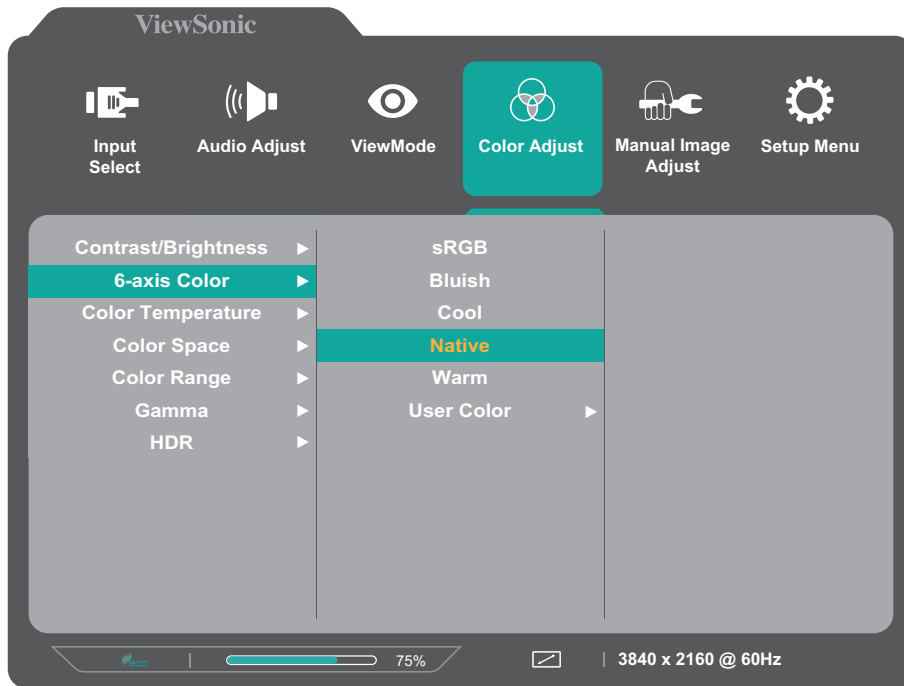 ViewSonic
Input
Select
Audio Adjust
ViewMode
Color Adjust
Manual Image
Adjust
Setup Menu
Contrast/Brightness
6-axis Color
Color Temperature
Color Space
Color Range
Gamma
HDR
sRGB
Bluish
Cool
Native
Warm
User Color
eco
75%
3840 x 2160 @ 60Hz